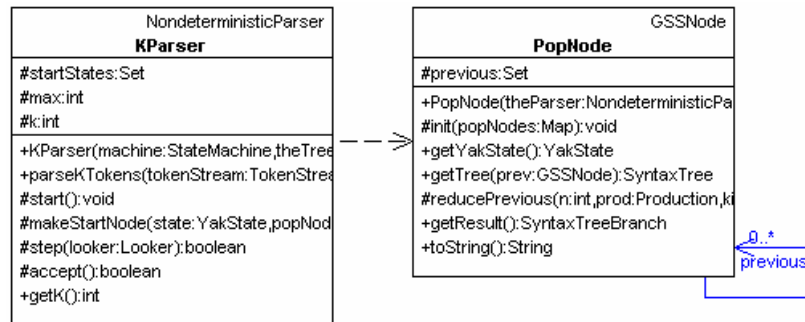 NondeterministicParser
KParser
#startStates:Set
#max:int
#k:int
+KParser(machine:StateMachine,theTree
+parseKTokens(tokenStream:TokenStrea
#start():void
#makeStartNode(state:YakState,popNod
#step(looker:Looker):boolean
#accept():boolean
+getK():int
GSSNode
PopNode
#previous:Set
+PopNode(theParser:NondeterministicPa
#init(popNodes:Map):void
+getYakState():YakState
+getTree(prev:GSSNode):SyntaxTree
#reducePrevious(n:int,prod:Production,ki
+getResult():SyntaxTreeBranch
+toString():String
0..*
previous